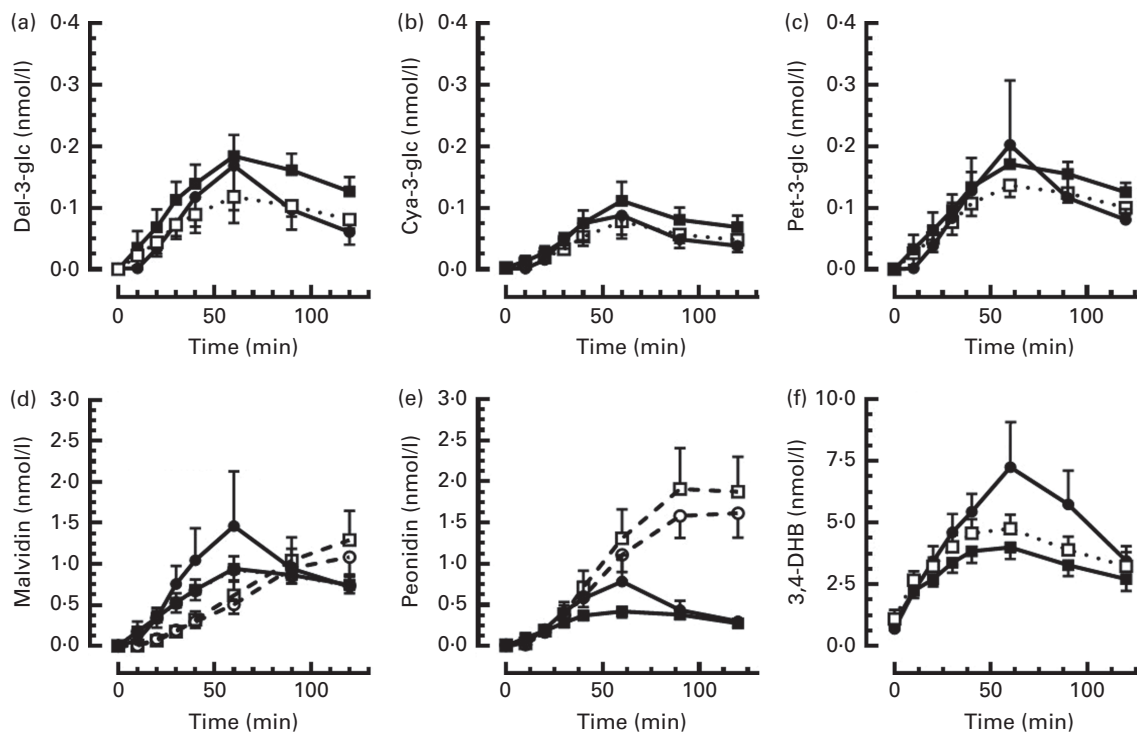 (a)
Del-3-glc (nmol/l)
0·4
0·3
0·2
0·1
0·0
0 50 100
Time (min)
(b)
Cya-3-glc (nmol/l)
0·4
0·3
0·2
0·1
0·0
0 50 100
Time (min)
(c)
Pet-3-glc (nmol/l)
0·4
0·3
0·2
0·1
0·0
0 50 100
Time (min)
(d)
Malvidin (nmol/l)
3·0
2·5
2·0
1·5
1·0
0·5
0·0
0 50 100
Time (min)
(e)
Peonidin (nmol/l)
3·0
2·5
2·0
1·5
1·0
0·5
0·0
0 50 100
Time (min)
(f)
3,4-DHB (nmol/l)
10·0
7·5
5·0
2·5
0·0
0 50 100
Time (min)